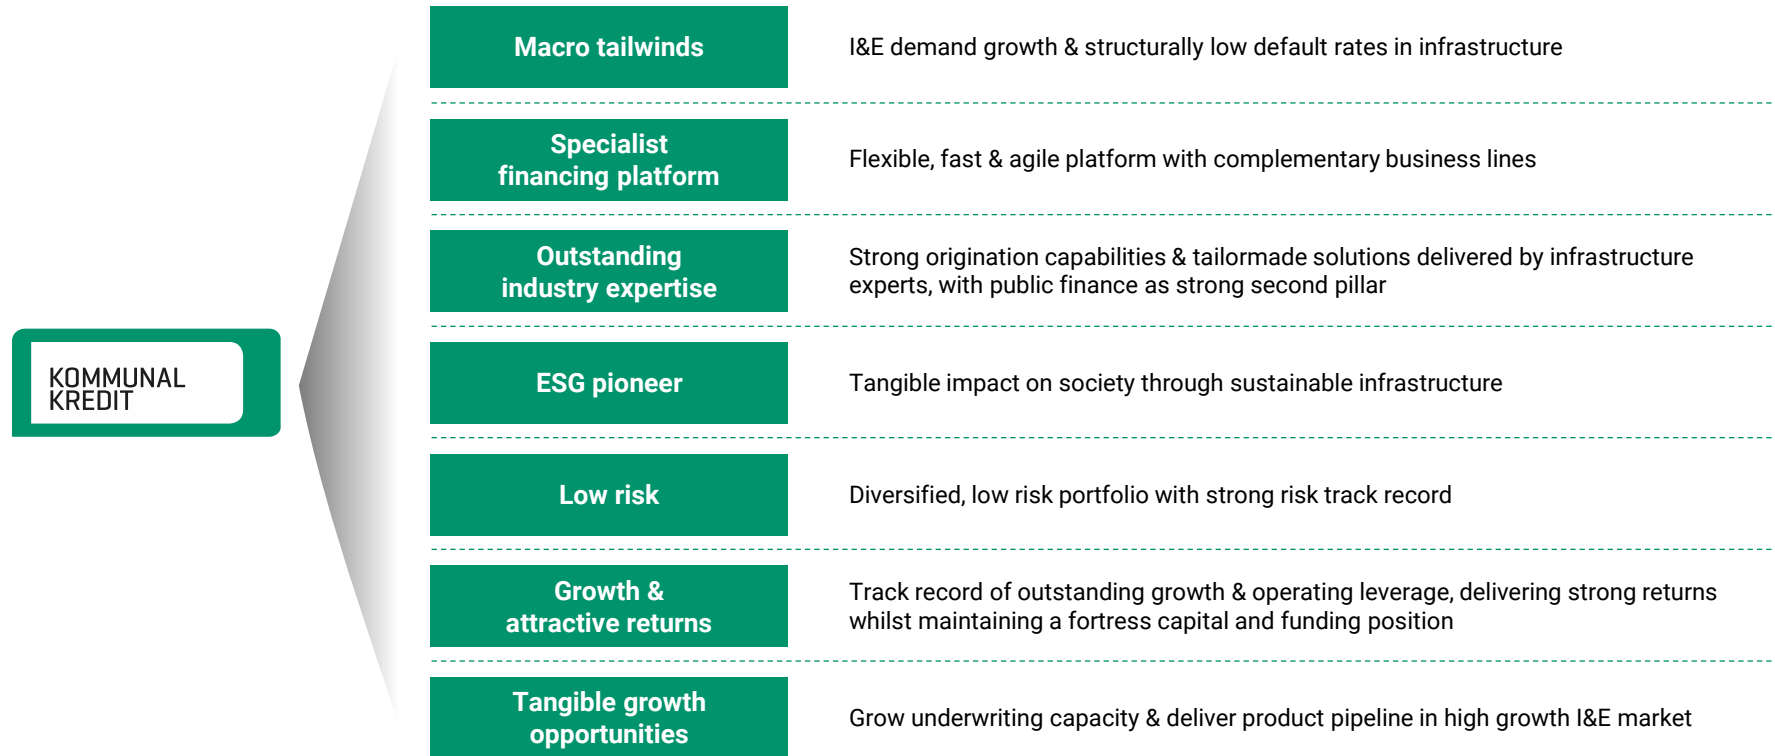 Macro tailwinds
I&E demand growth & structurally low default rates in infrastructure
Specialist
financing platform
Flexible, fast & agile platform with complementary business lines
Outstanding
industry expertise
Strong origination capabilities & tailormade solutions delivered by infrastructure
experts, with public finance as strong second pillar
KOMMUNAL
KREDIT
ESG pioneer
Tangible impact on society through sustainable infrastructure
Low risk
Diversified, low risk portfolio with strong risk track record
Growth &
attractive returns
Track record of outstanding growth & operating leverage, delivering strong returns
whilst maintaining a fortress capital and funding position
Tangible growth
opportunities
Grow underwriting capacity & deliver product pipeline in high growth I&E market